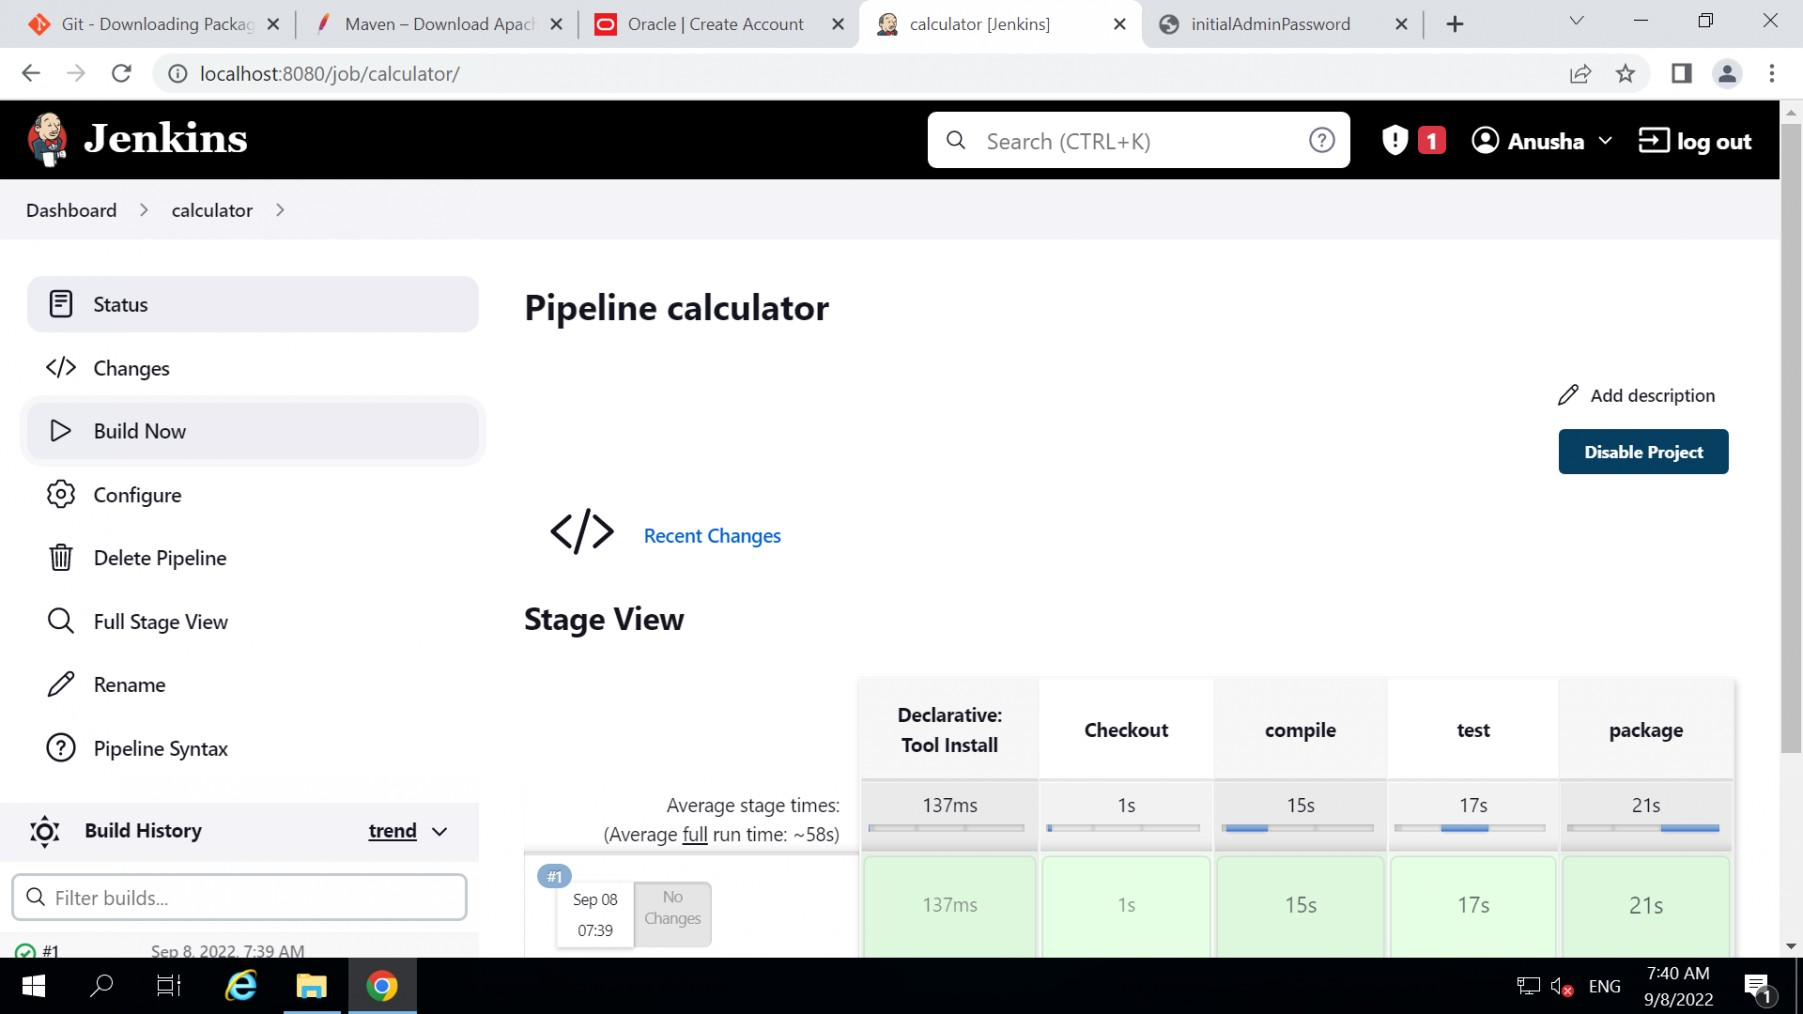 Git - Downloading Packag
Maven – Download Apach
Oracle | Create Account
calculator [Jenkins]
initialAdminPassword
localhost:8080/job/calculator/
Jenkins
Search (CTRL+K)
1
Anusha
log out
Dashboard
calculator
Status
Changes
Build Now
Configure
Delete Pipeline
Full Stage View
Rename
Pipeline Syntax
Build History
trend
Filter builds...
#1
Sep 8, 2022, 7:39 AM
Pipeline calculator
Add description
Disable Project
</>
Recent Changes
Stage View
Declarative:
Tool Install
Checkout
compile
test
package
Average stage times:
(Average full run time: ~58s)
137ms
1s
15s
17s
21s
#1
Sep 08
07:39
No
Changes
137ms
1s
15s
17s
21s
ENG
7:40 AM
9/8/2022
1